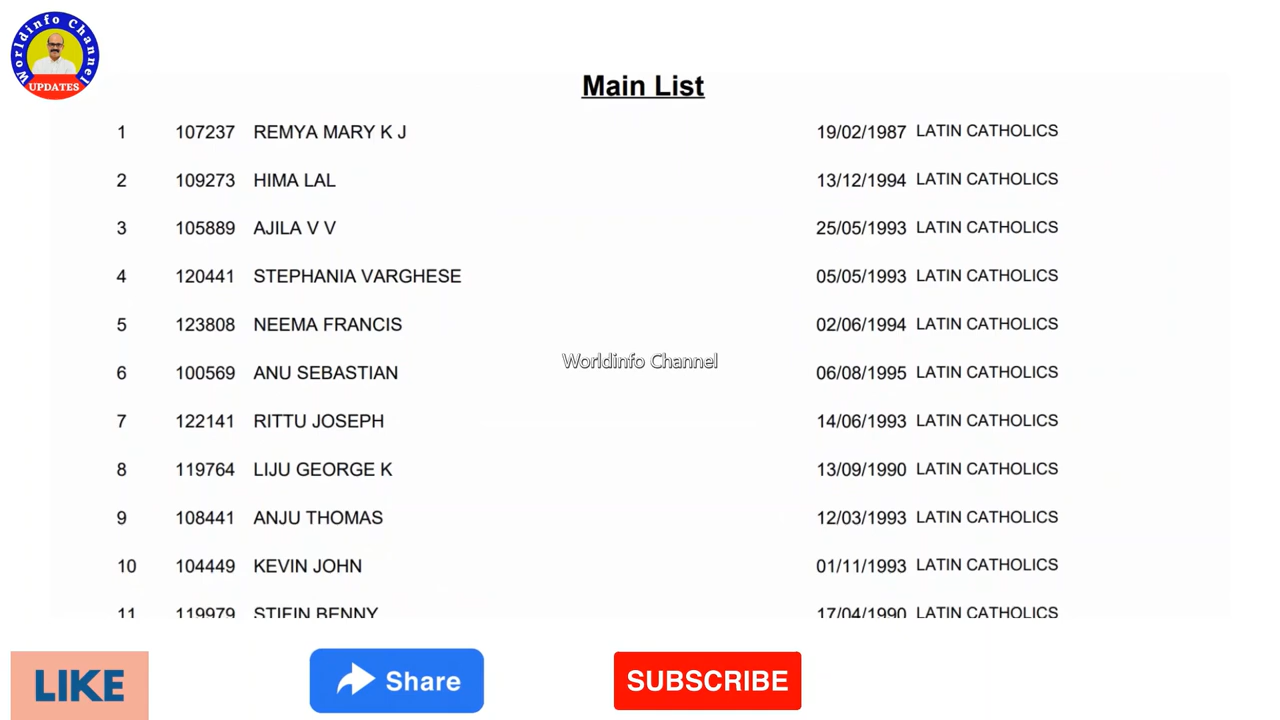 Worldinfo Channel
UPDATES
Main List
1 107237 REMYA MARY K J 19/02/1987 LATIN CATHOLICS
2 109273 HIMA LAL 13/12/1994 LATIN CATHOLICS
3 105889 AJILA V V 25/05/1993 LATIN CATHOLICS
4 120441 STEPHANIA VARGHESE 05/05/1993 LATIN CATHOLICS
5 123808 NEEMA FRANCIS 02/06/1994 LATIN CATHOLICS
Worldinfo Channel
6 100569 ANU SEBASTIAN 06/08/1995 LATIN CATHOLICS
7 122141 RITTU JOSEPH 14/06/1993 LATIN CATHOLICS
8 119764 LIJU GEORGE K 13/09/1990 LATIN CATHOLICS
9 108441 ANJU THOMAS 12/03/1993 LATIN CATHOLICS
10 104449 KEVIN JOHN 01/11/1993 LATIN CATHOLICS
11 119979 STIFIN BENNY 17/04/1990 LATIN CATHOLICS
LIKE
Share
SUBSCRIBE